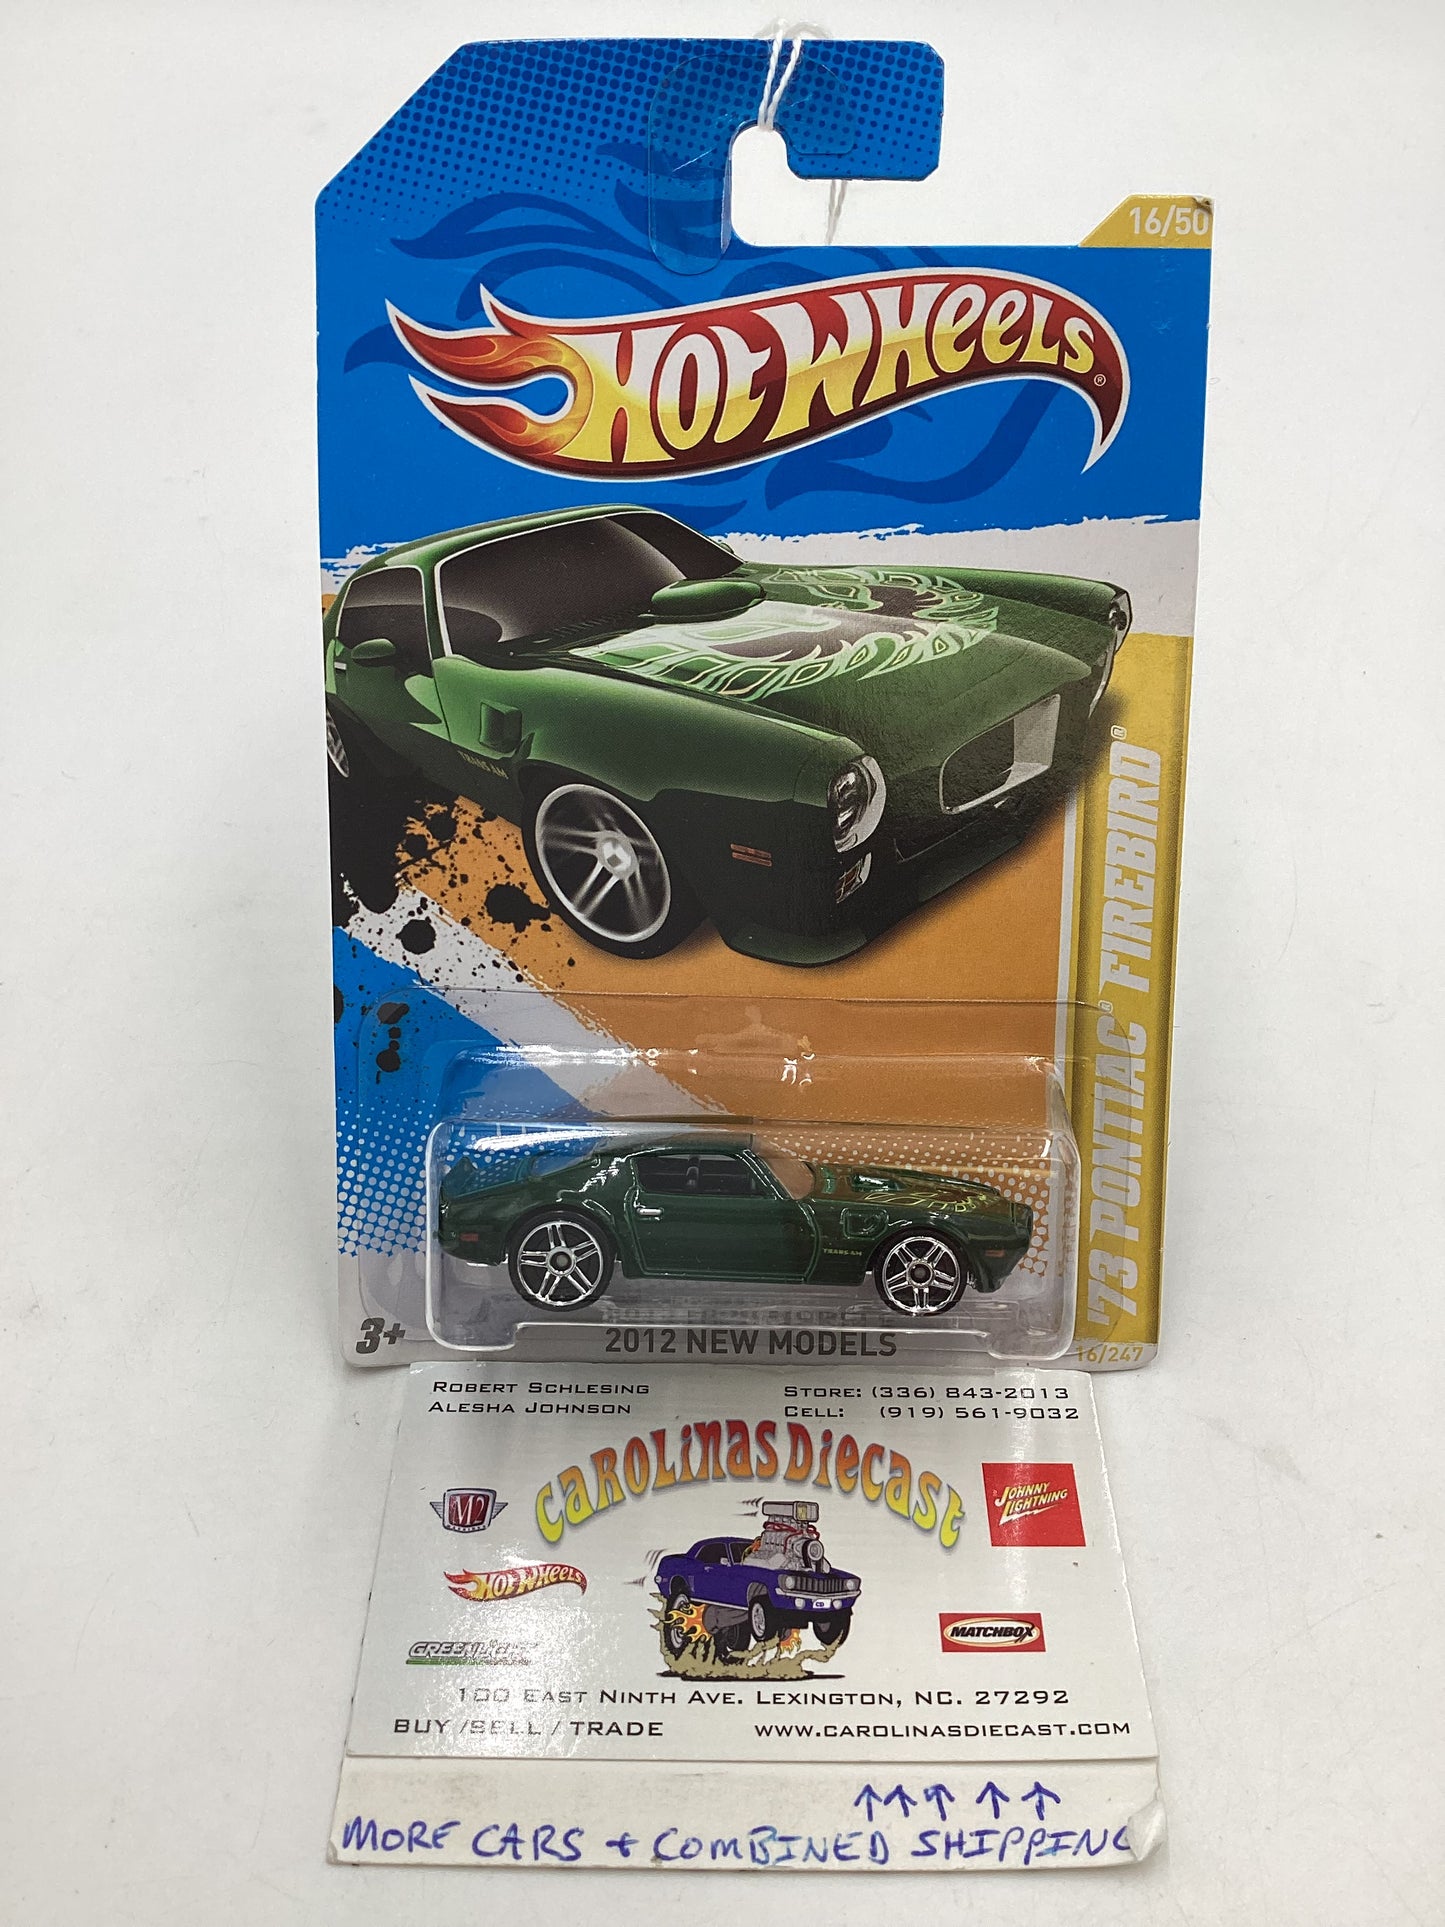 16/50
HOT WHEELS®
TRANS AM
'73 PONTIAC® FIREBIRD®
TRANS-AM
3+
2012 NEW MODELS
16/247
ROBERT SCHLESING
STORE: (336) 843-2013
ALESHA JOHNSON
CELL: (919) 561-9032
CAROLINAS DIECAST
M2
JOHNNY LIGHTNING
HOT WHEELS
GREENLIGHT
MATCHBOX
100 EAST NINTH AVE. LEXINGTON, NC. 27292
BUY / SELL / TRADE
WWW.CAROLINASDIECAST.COM
MORE CARS + COMBINED SHIPPING